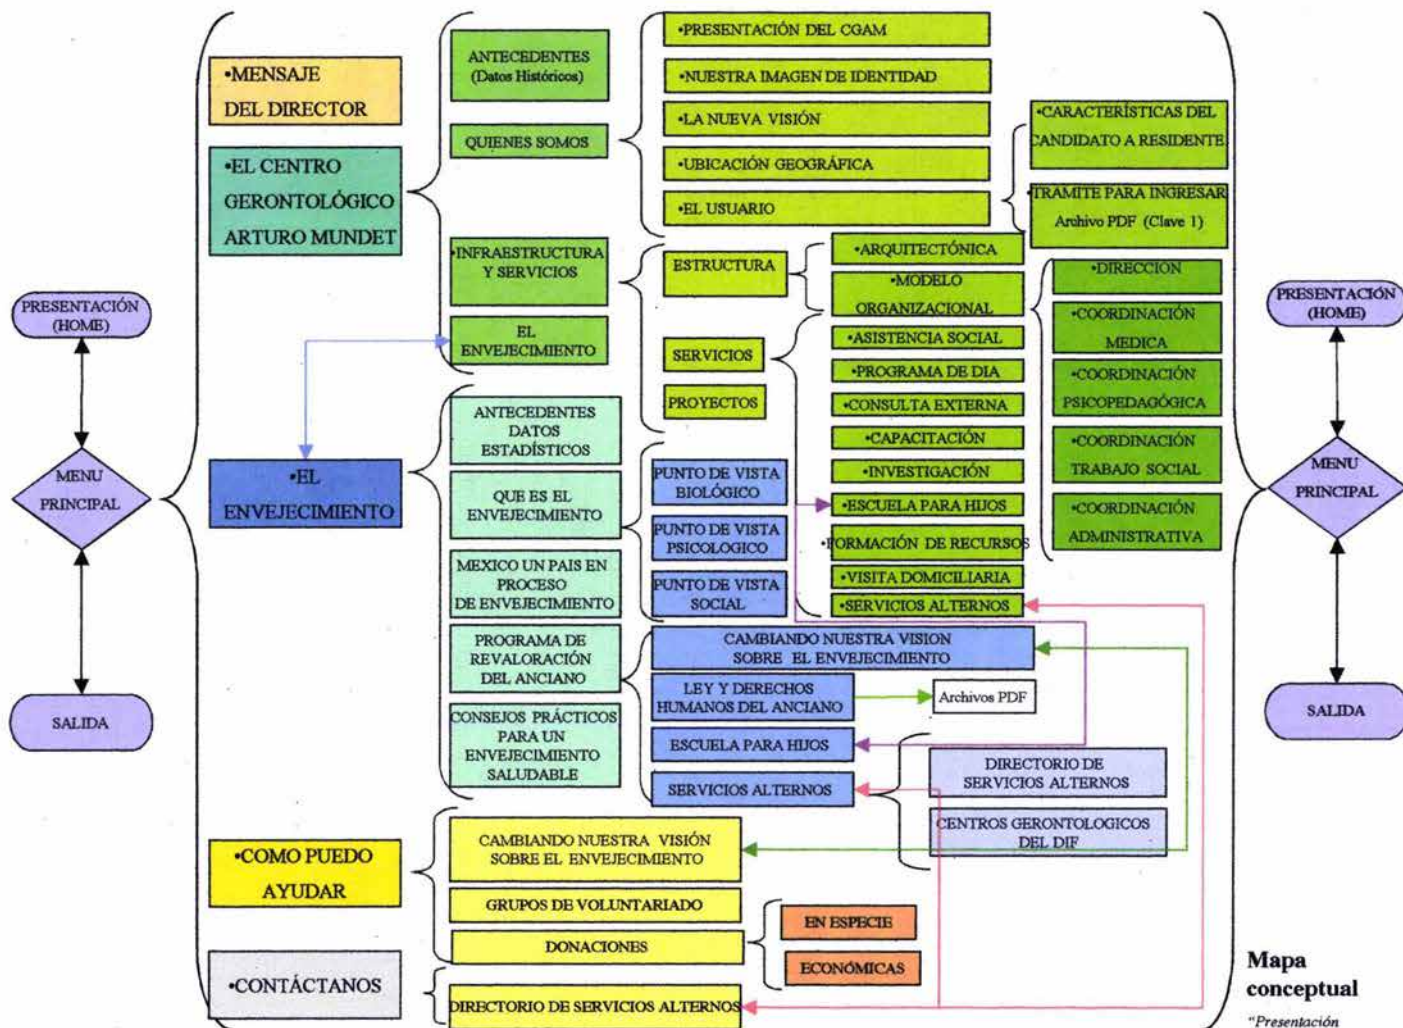 PRESENTACIÓN
(HOME)
MENU
PRINCIPAL
SALIDA
•MENSAJE
DEL DIRECTOR
•EL CENTRO
GERONTOLÓGICO
ARTURO MUNDET
•EL
ENVEJECIMIENTO
•COMO PUEDO
AYUDAR
•CONTÁCTANOS
ANTECEDENTES
(Datos Históricos)
QUIENES SOMOS
•INFRAESTRUCTURA
Y SERVICIOS
EL
ENVEJECIMIENTO
ANTECEDENTES
DATOS
ESTADÍSTICOS
QUE ES EL
ENVEJECIMIENTO
MEXICO UN PAIS EN
PROCESO
DE ENVEJECIMIENTO
PROGRAMA DE
REVALORACIÓN
DEL ANCIANO
CONSEJOS PRÁCTICOS
PARA UN
ENVEJECIMIENTO
SALUDABLE
CAMBIANDO NUESTRA VISIÓN
SOBRE EL ENVEJECIMIENTO
GRUPOS DE VOLUNTARIADO
DONACIONES
DIRECTORIO DE SERVICIOS ALTERNOS
•PRESENTACIÓN DEL CGAM
•NUESTRA IMAGEN DE IDENTIDAD
•LA NUEVA VISIÓN
•UBICACIÓN GEOGRÁFICA
•EL USUARIO
ESTRUCTURA
SERVICIOS
PROYECTOS
PUNTO DE VISTA
BIOLÓGICO
PUNTO DE VISTA
PSICOLOGICO
PUNTO DE VISTA
SOCIAL
CAMBIANDO NUESTRA VISION
SOBRE EL ENVEJECIMIENTO
LEY Y DERECHOS
HUMANOS DEL ANCIANO
ESCUELA PARA HIJOS
SERVICIOS ALTERNOS
EN ESPECIE
ECONÓMICAS
•ARQUITECTÓNICA
•MODELO
ORGANIZACIONAL
•ASISTENCIA SOCIAL
•PROGRAMA DE DIA
•CONSULTA EXTERNA
•CAPACITACIÓN
•INVESTIGACIÓN
•ESCUELA PARA HIJOS
•FORMACIÓN DE RECURSOS
•VISITA DOMICILIARIA
•SERVICIOS ALTERNOS
Archivos PDF
DIRECTORIO DE
SERVICIOS ALTERNOS
CENTROS GERONTOLOGICOS
DEL DIF
•CARACTERÍSTICAS DEL
CANDIDATO A RESIDENTE
•TRAMITE PARA INGRESAR
Archivo PDF (Clave 1)
•DIRECCIÓN
•COORDINACIÓN
MEDICA
•COORDINACIÓN
PSICOPEDAGÓGICA
•COORDINACIÓN
TRABAJO SOCIAL
•COORDINACIÓN
ADMINISTRATIVA
PRESENTACIÓN
(HOME)
MENU
PRINCIPAL
SALIDA
Mapa
conceptual
"Presentación